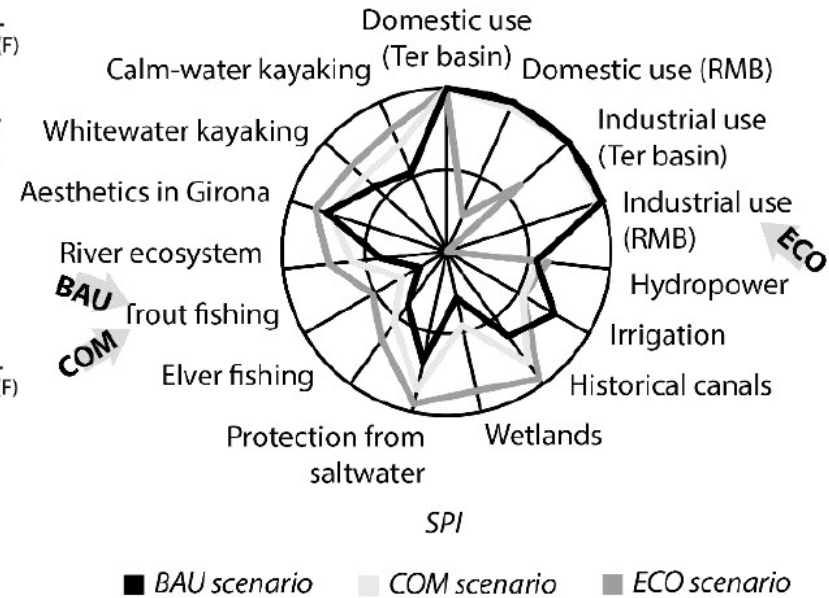 (F)
Domestic use
(Ter basin)
Domestic use (RMB)
Calm-water kayaking
Industrial use
(Ter basin)
Whitewater kayaking
Aesthetics in Girona
Industrial use
(RMB)
ECO
River ecosystem
Hydropower
BAU
Trout fishing
COM
Irrigation
Elver fishing
(F)
Historical canals
Protection from
saltwater
Wetlands
SPI
BAU scenario
COM scenario
ECO scenario